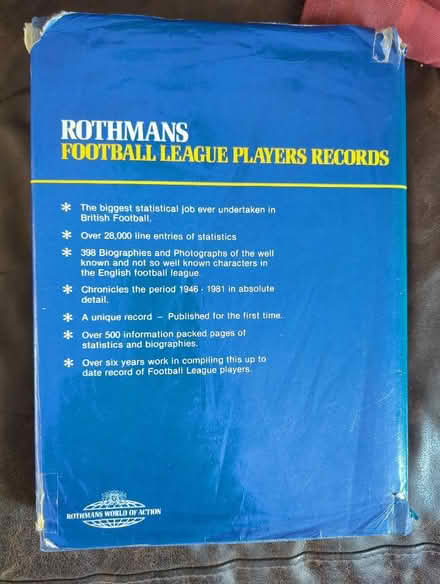 ROTHMANS
FOOTBALL LEAGUE PLAYERS RECORDS
* The biggest statistical job ever undertaken in
British Football.
* Over 28,000 line entries of statistics
* 398 Biographies and Photographs of the well
known and not so well known characters in
the English football league.
* Chronicles the period 1946 - 1981 in absolute
detail.
* A unique record – Published for the first time.
* Over 500 information packed pages of
statistics and biographies.
* Over six years work in compiling this up to
date record of Football League players.
ROTHMANS WORLD OF ACTION